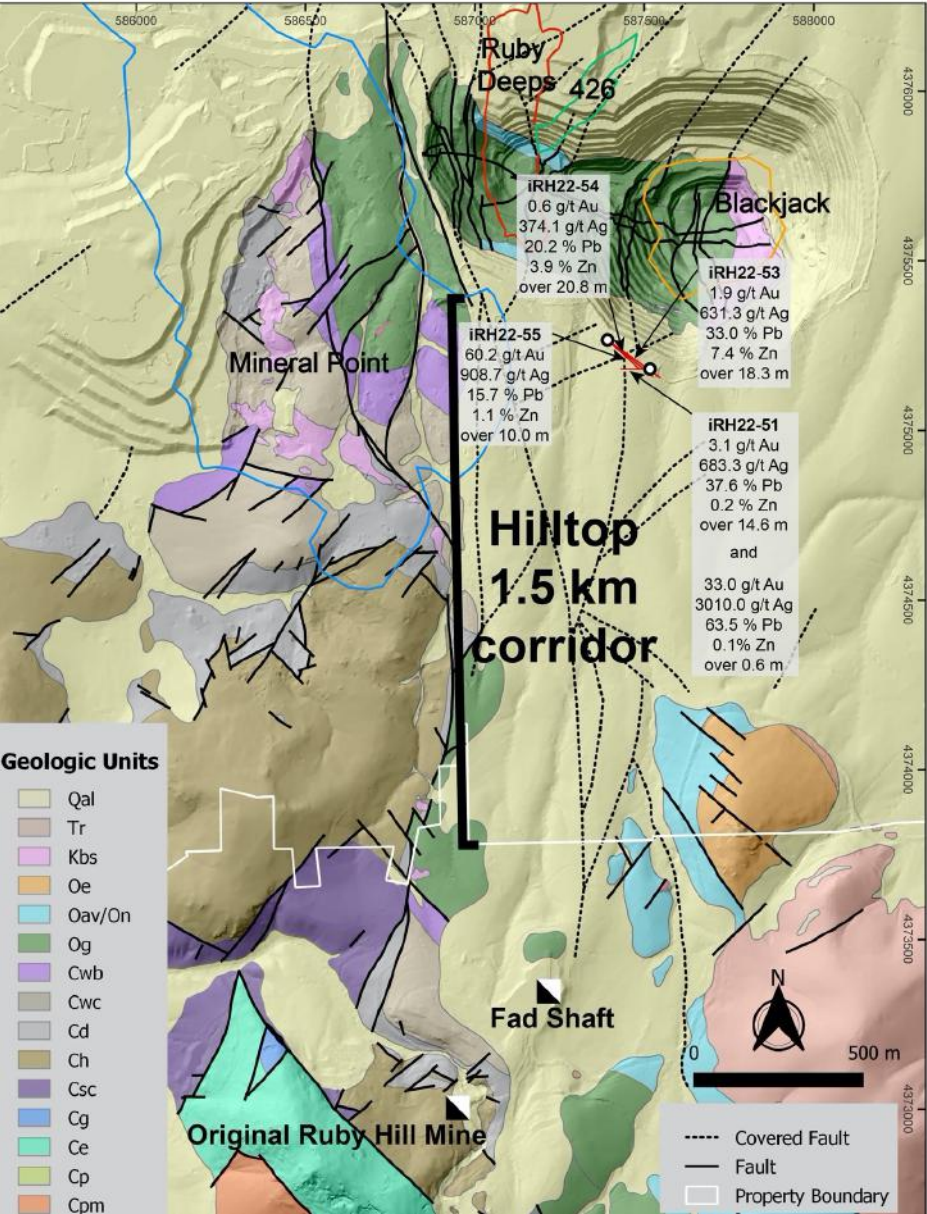 586000
586500
587000
587500
588000
Ruby
Deeps
426
4376000
iRH22-54
0.6 g/t Au
374.1 g/t Ag
20.2 % Pb
3.9 % Zn
over 20.8 m
Blackjack
4375500
iRH22-53
1.9 g/t Au
631.3 g/t Ag
33.0 % Pb
7.4 % Zn
over 18.3 m
iRH22-55
60.2 g/t Au
908.7 g/t Ag
15.7 % Pb
1.1 % Zn
over 10.0 m
Mineral Point
4375000
iRH22-51
3.1 g/t Au
683.3 g/t Ag
37.6 % Pb
0.2 % Zn
over 14.6 m
and
33.0 g/t Au
3010.0 g/t Ag
63.5 % Pb
0.1% Zn
over 0.6 m
Hilltop
1.5 km
corridor
4374500
4374000
4373500
4373000
Geologic Units
Qal
Tr
Kbs
Oe
Oav/On
Og
Cwb
Cwc
Cd
Ch
Csc
Cg
Ce
Cp
Cpm
Fad Shaft
Original Ruby Hill Mine
N
0 500 m
Covered Fault
Fault
Property Boundary